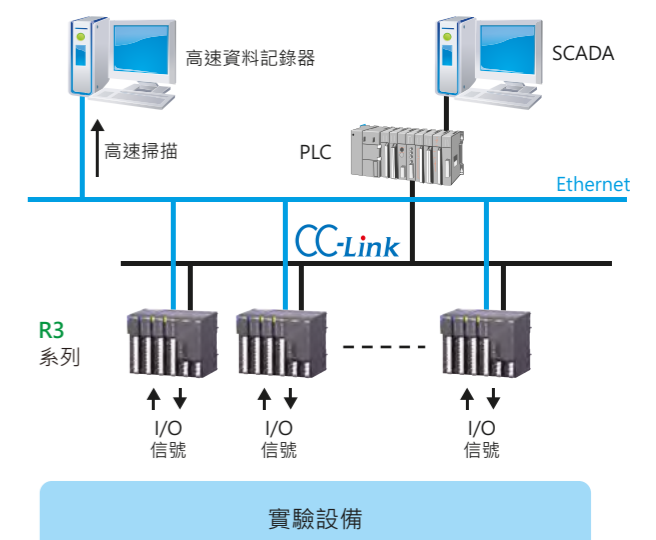 高速資料記錄器
SCADA
高速掃描
PLC
Ethernet
CC-Link
R3
系列
I/O
信號
I/O
信號
I/O
信號
實驗設備